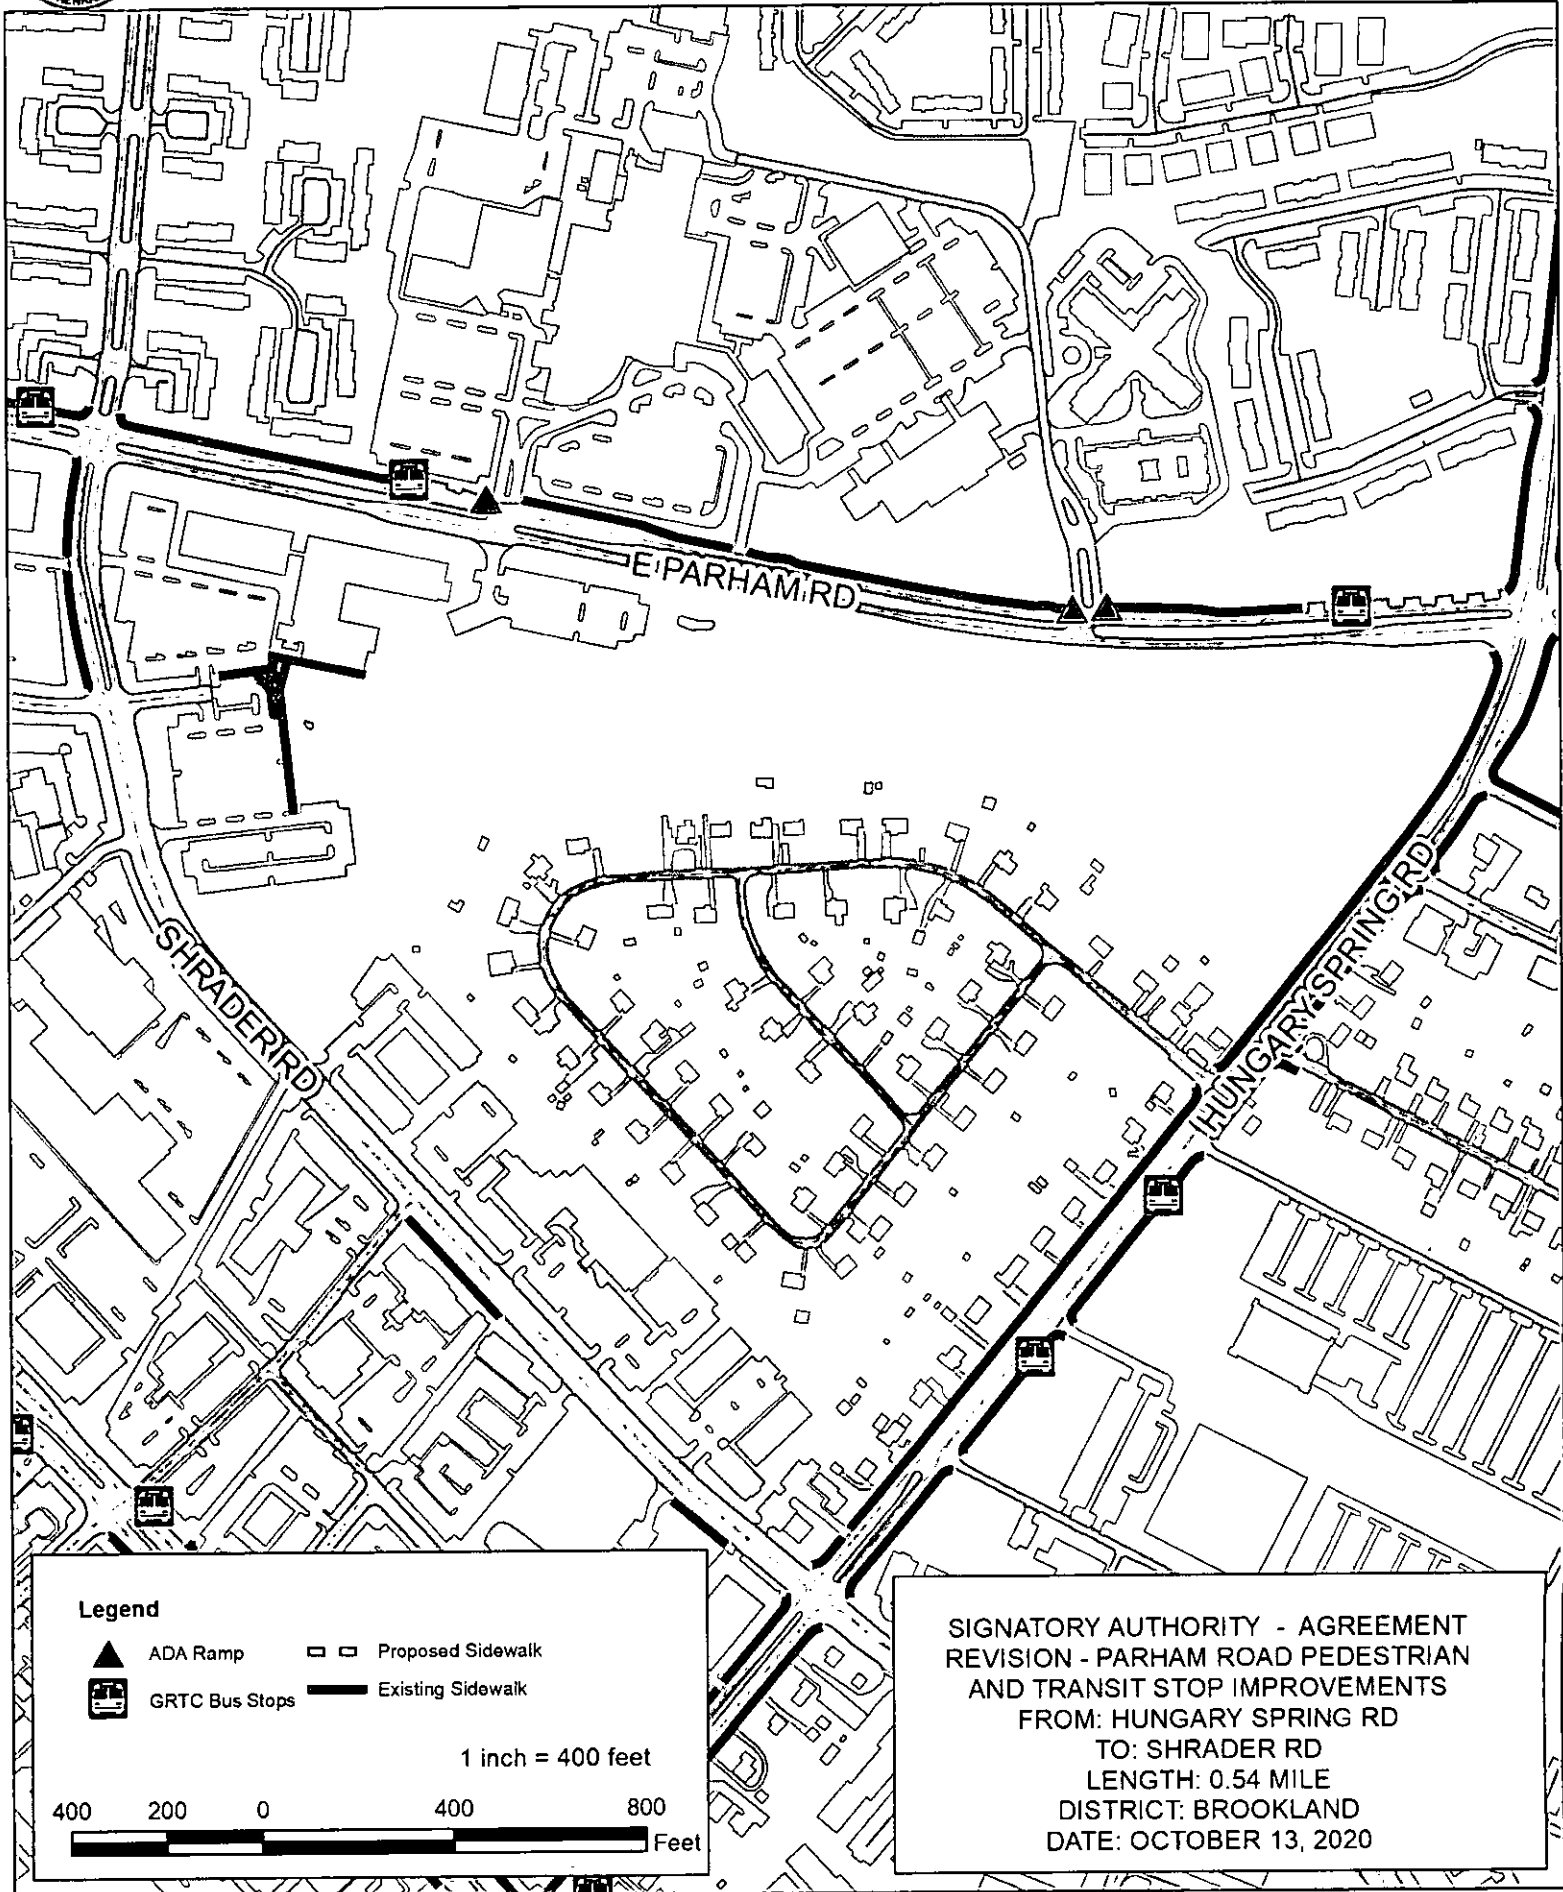 E PARHAM RD
SHRADER RD
HUNGARY SPRING RD
Legend
ADA Ramp
Proposed Sidewalk
GRTC Bus Stops
Existing Sidewalk
1 inch = 400 feet
400 200 0 400 800
Feet
SIGNATORY AUTHORITY - AGREEMENT
REVISION - PARHAM ROAD PEDESTRIAN
AND TRANSIT STOP IMPROVEMENTS
FROM: HUNGARY SPRING RD
TO: SHRADER RD
LENGTH: 0.54 MILE
DISTRICT: BROOKLAND
DATE: OCTOBER 13, 2020